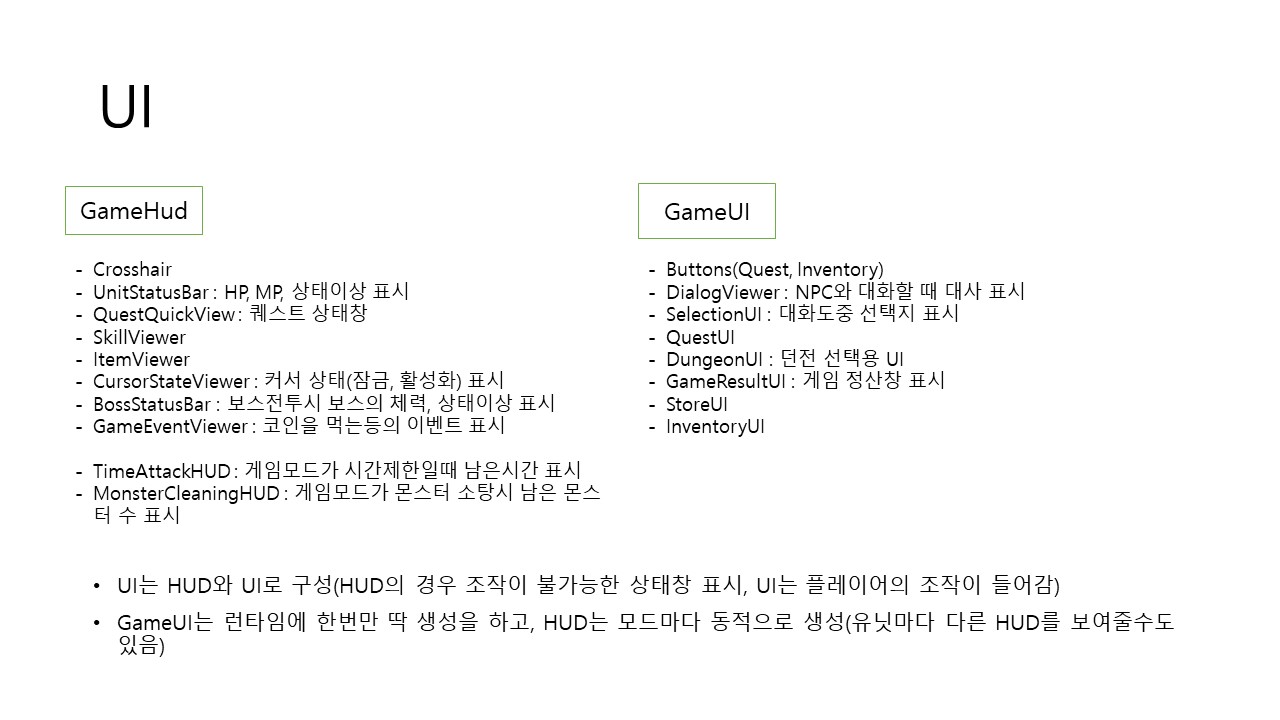 UI
GameHud
- Crosshair
- UnitStatusBar : HP, MP, 상태이상 표시
- QuestQuickView : 퀘스트 상태창
- SkillViewer
- ItemViewer
- CursorStateViewer : 커서 상태(잠금, 활성화) 표시
- BossStatusBar : 보스전투시 보스의 체력, 상태이상 표시
- GameEventViewer : 코인을 먹는등의 이벤트 표시
- TimeAttackHUD : 게임모드가 시간제한일때 남은시간 표시
- MonsterCleaningHUD : 게임모드가 몬스터 소탕시 남은 몬스
터 수 표시
GameUI
- Buttons(Quest, Inventory)
- DialogViewer : NPC와 대화할 때 대사 표시
- SelectionUI : 대화도중 선택지 표시
- QuestUI
- DungeonUI : 던전 선택용 UI
- GameResultUI : 게임 정산창 표시
- StoreUI
- InventoryUI
• UI는 HUD와 UI로 구성(HUD의 경우 조작이 불가능한 상태창 표시, UI는 플레이어의 조작이 들어감)
• GameUI는 런타임에 한번만 딱 생성을 하고, HUD는 모드마다 동적으로 생성(유닛마다 다른 HUD를 보여줄수도
있음)